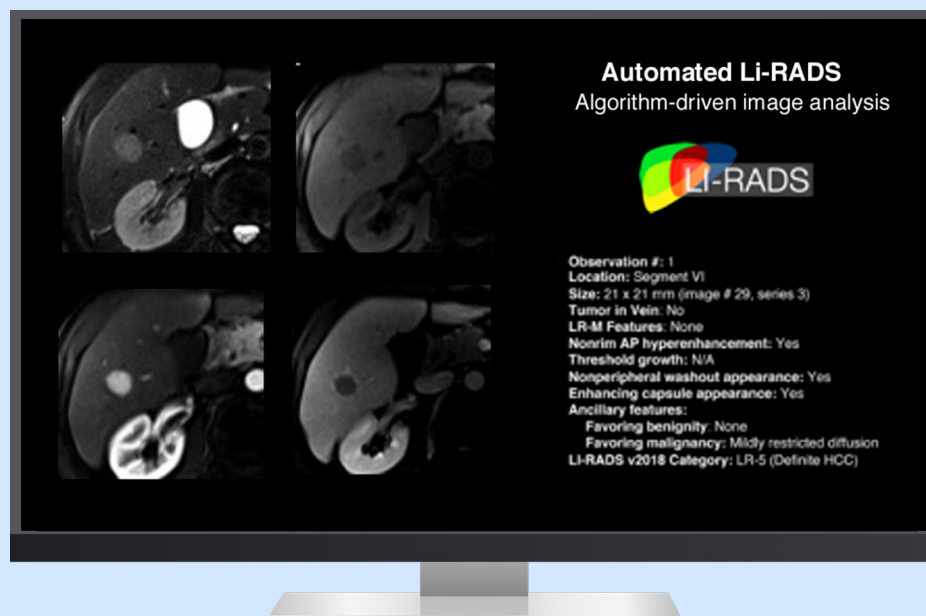 Automated Li-RADS
Algorithm-driven image analysis
LI-RADS
Observation #: 1
Location: Segment VI
Size: 21 x 21 mm (image # 29, series 3)
Tumor in Vein: No
LR-M Features: None
Nonrim AP hyperenhancement: Yes
Threshold growth: N/A
Nonperipheral washout appearance: Yes
Enhancing capsule appearance: Yes
Ancillary features:
Favoring benignity: None
Favoring malignancy: Mildly restricted diffusion
LI-RADS v2018 Category: LR-5 (Definite HCC)